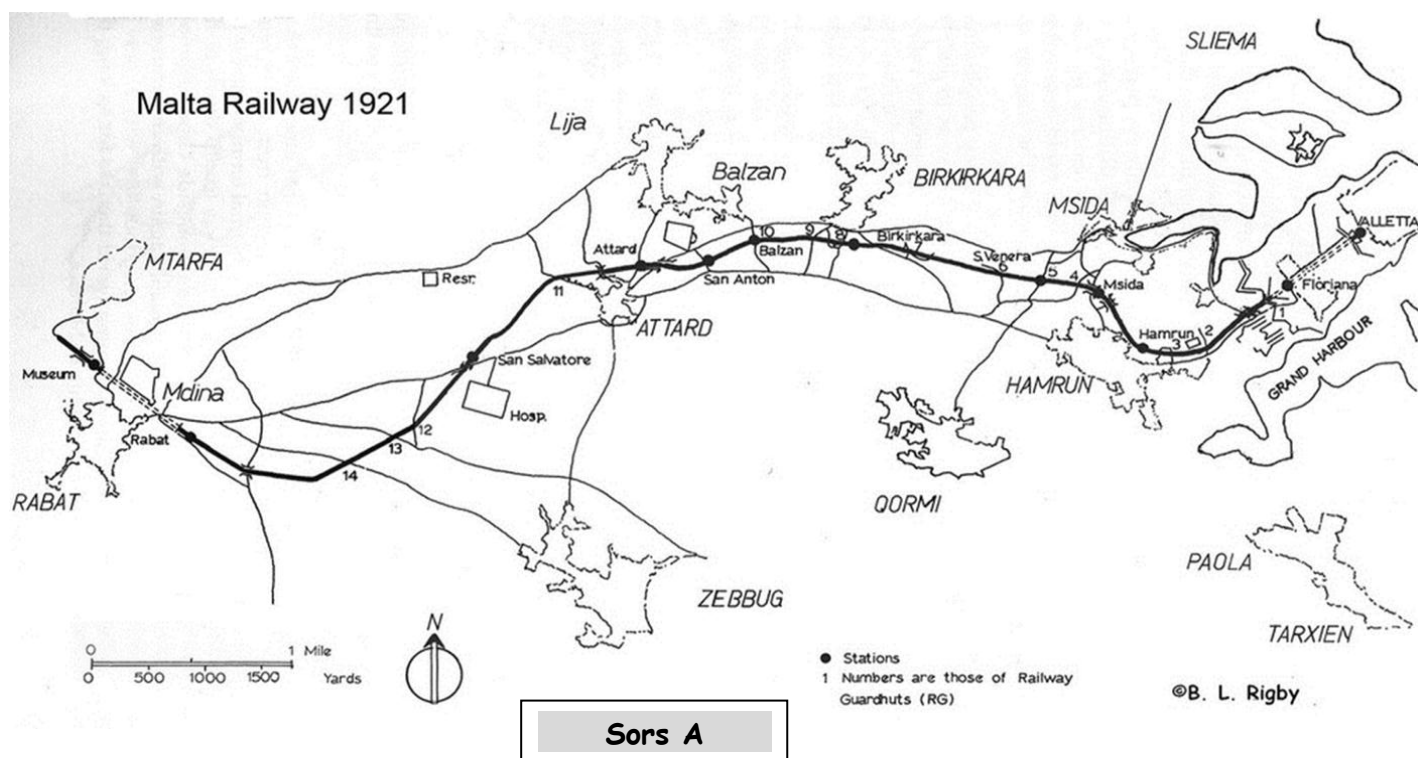 Malta Railway 1921
SLIEMA
Lija
Balzan
BIRKIRKARA
MSIDA
VALLETTA
MTARFA
Attard
10
9
8
Birkirkara
Balzan
S.Venera
6
5
4
Msida
Floriana
1
Resr.
11
San Anton
ATTARD
Hamrun
3
2
GRAND HARBOUR
Museum
Mdina
San Salvatore
HAMRUN
Hosp.
Rabat
12
13
14
RABAT
QORMI
PAOLA
ZEBBUG
TARXIEN
N
0 1 Mile
0 500 1000 1500 Yards
Stations
1 Numbers are those of Railway
Guardhuts (RG)
©B. L. Rigby
Sors A